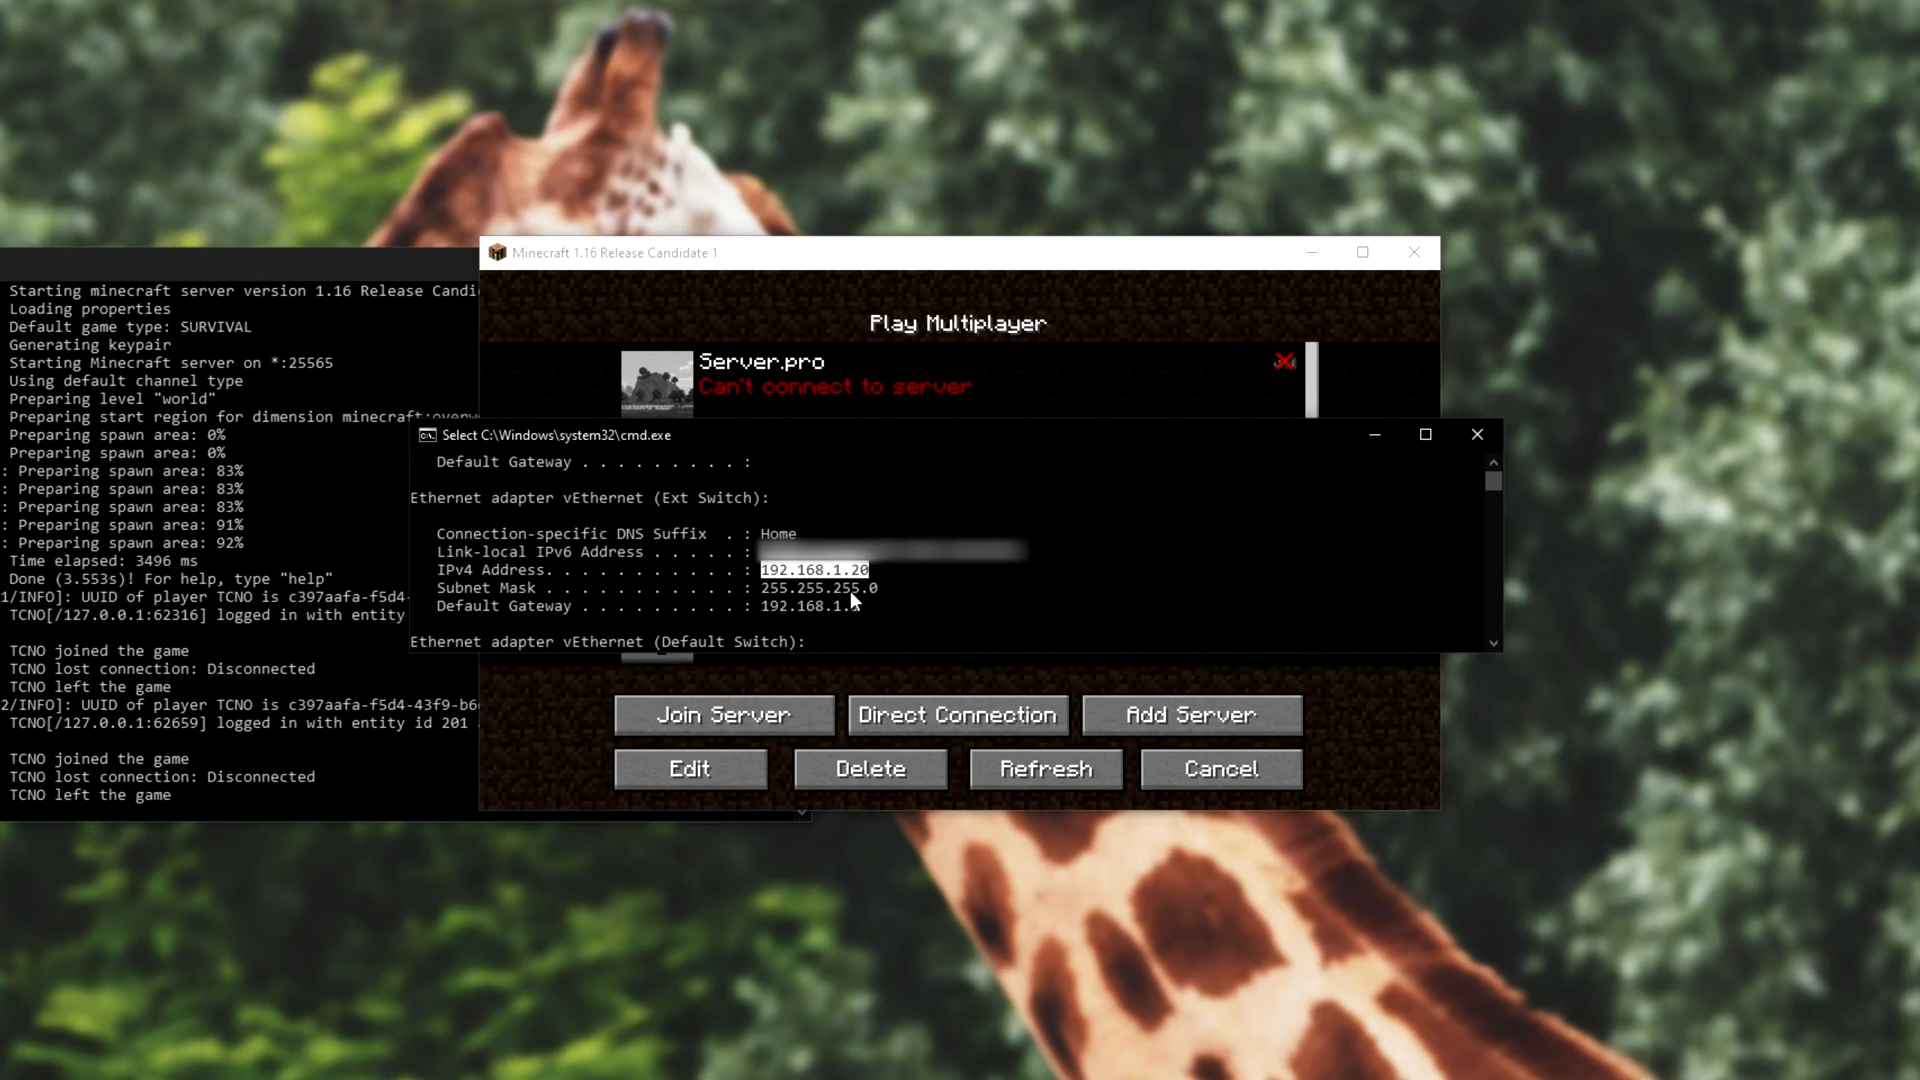 Starting minecraft server version 1.16 Release Candi
Loading properties
Default game type: SURVIVAL
Generating keypair
Starting Minecraft server on *:25565
Using default channel type
Preparing level "world"
Preparing start region for dimension minecraft:overw
Preparing spawn area: 0%
Preparing spawn area: 0%
: Preparing spawn area: 83%
: Preparing spawn area: 83%
: Preparing spawn area: 83%
: Preparing spawn area: 91%
: Preparing spawn area: 92%
Time elapsed: 3496 ms
Done (3.553s)! For help, type "help"
1/INFO]: UUID of player TCNO is c397aafa-f5d4-
TCNO[/127.0.0.1:62316] logged in with entity
TCNO joined the game
TCNO lost connection: Disconnected
TCNO left the game
2/INFO]: UUID of player TCNO is c397aafa-f5d4-43f9-b6
TCNO[/127.0.0.1:62659] logged in with entity id 201
TCNO joined the game
TCNO lost connection: Disconnected
TCNO left the game
Minecraft 1.16 Release Candidate 1
Play Multiplayer
Server.pro
Can't connect to server
Select C:\Windows\system32\cmd.exe
Default Gateway . . . . . . . . . :
Ethernet adapter vEthernet (Ext Switch):
Connection-specific DNS Suffix . : Home
Link-local IPv6 Address . . . . . :
IPv4 Address. . . . . . . . . . . : 192.168.1.20
Subnet Mask . . . . . . . . . . . : 255.255.255.0
Default Gateway . . . . . . . . . : 192.168.1.
Ethernet adapter vEthernet (Default Switch):
Join Server
Direct Connection
Add Server
Edit
Delete
Refresh
Cancel